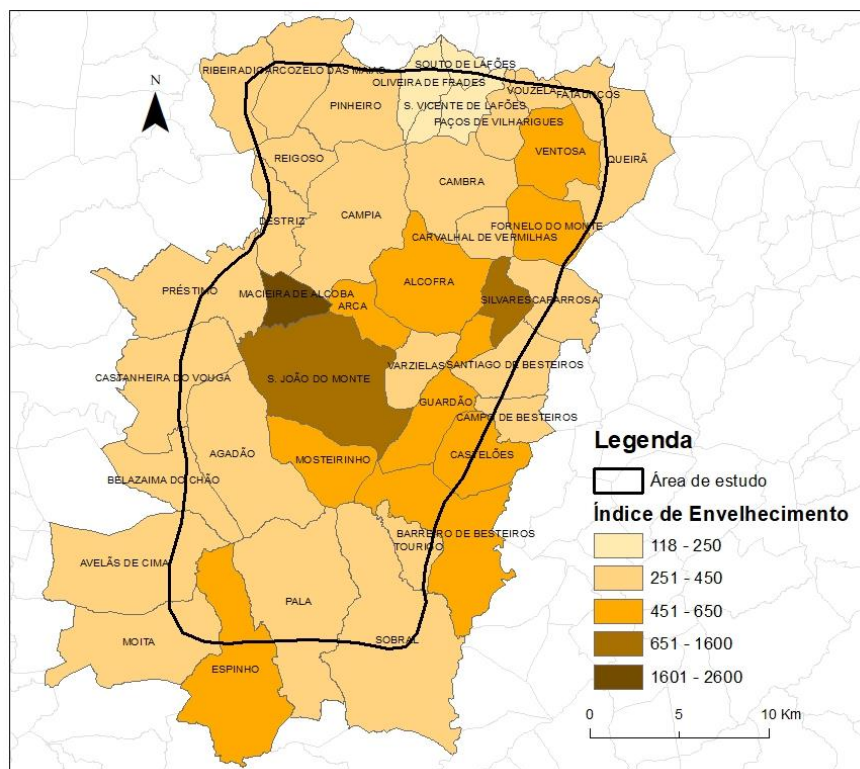 N
SOUTO DE LAFÕES
RIBEIRADIO
ARCOZELO DAS MAIAS
OLIVEIRA DE FRADES
VOUZELA
FATAUNÇOS
PINHEIRO
S. VICENTE DE LAFÕES
PAÇOS DE VILHARIGUES
VENTOSA
REIGOSO
QUEIRÃ
CAMBRA
DESTRIZ
CAMPIA
FORNELO DO MONTE
CARVALHAL DE VERMILHAS
PRÉSTIMO
MACIEIRA DE ALCOBA
ALCOFRA
ARCA
SILVARES
CAPARROSA
CASTANHEIRA DO VOUGA
S. JOÃO DO MONTE
VARZIELAS
SANTIAGO DE BESTEIROS
GUARDÃO
CAMPO DE BESTEIROS
AGADÃO
MOSTEIRINHO
CASTELÕES
BELAZAIMA DO CHÃO
BARREIRO DE BESTEIROS
TOURIGO
AVELÃS DE CIMA
PALA
MOITA
SOBRAL
ESPINHO
Legenda
Área de estudo
Índice de Envelhecimento
118 - 250
251 - 450
451 - 650
651 - 1600
1601 - 2600
0 5 10 Km